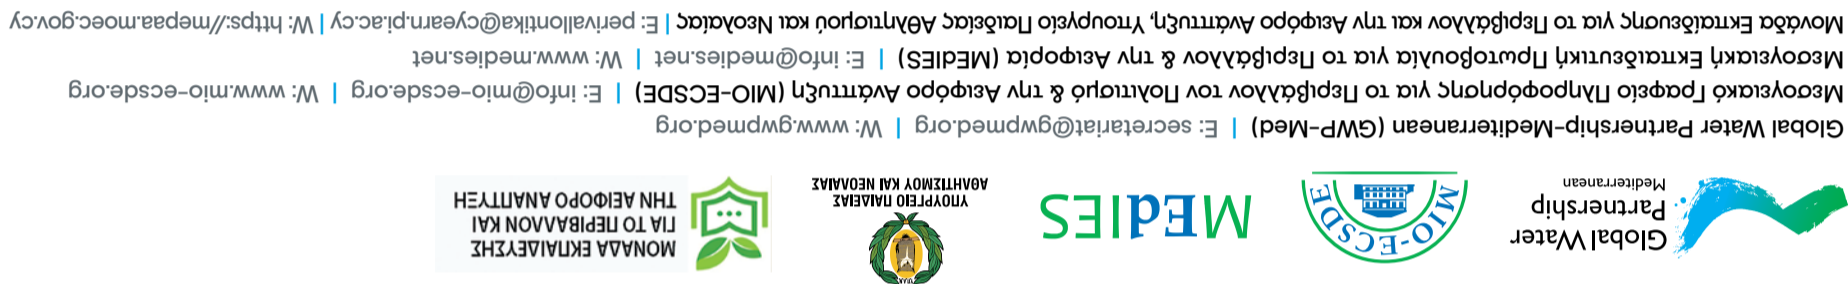 Global Water
Partnership
Mediterranean
MIO-ECSDE
MEdIES
ΥΠΟΥΡΓΕΙΟ ΠΑΙΔΕΙΑΣ
ΑΘΛΗΤΙΣΜΟΥ ΚΑΙ ΝΕΟΛΑΙΑΣ
ΜΟΝΑΔΑ ΕΚΠΑΙΔΕΥΣΗΣ
ΓΙΑ ΤΟ ΠΕΡΙΒΑΛΛΟΝ ΚΑΙ
ΤΗΝ ΑΕΙΦΟΡΟ ΑΝΑΠΤΥΞΗ
Global Water Partnership-Mediterranean (GWP-Med) | E: secretariat@gwpmed.org | W: www.gwpmed.org
Μεσογειακό Γραφείο Πληροφόρησης για το Περιβάλλον τον Πολιτισμό & την Αειφόρο Ανάπτυξη (MIO-ECSDE) | E: info@mio-ecsde.org | W: www.mio-ecsde.org
Μεσογειακή Εκπαιδευτική Πρωτοβουλία για το Περιβάλλον & την Αειφορία (MEdIES) | E: info@medies.net | W: www.medies.net
Μονάδα Εκπαίδευσης για το Περιβάλλον και την Αειφόρο Ανάπτυξη, Υπουργείο Παιδείας Αθλητισμού και Νεολαίας | E: perivallontika@cyearn.pi.ac.cy | W: https://mepaa.moec.gov.cy